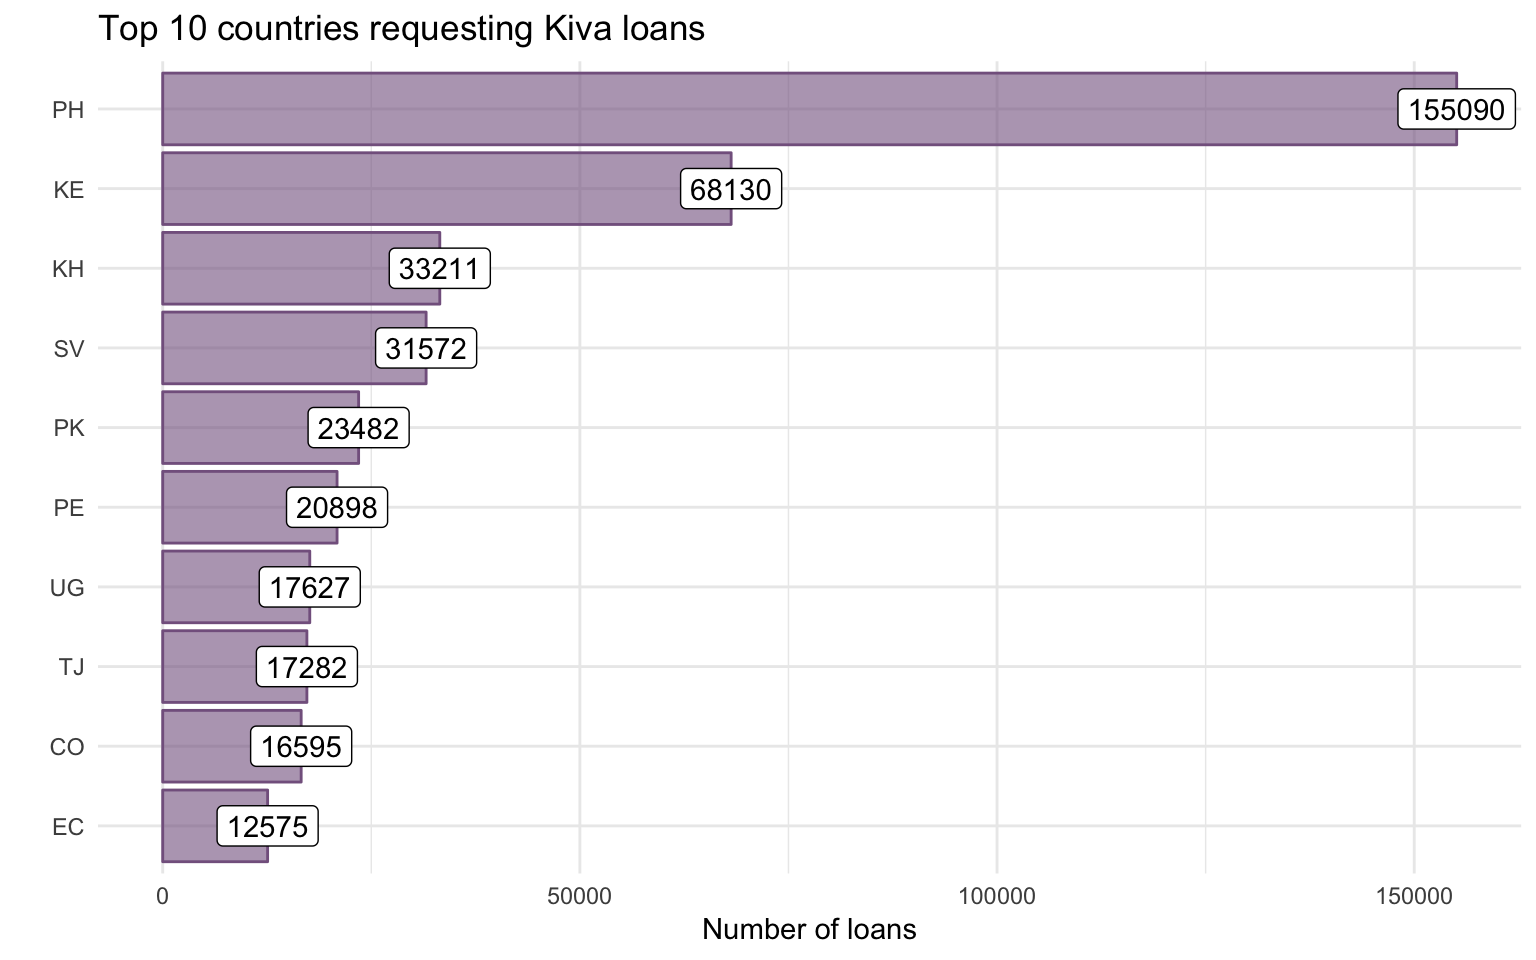 Top 10 countries requesting Kiva loans
PH 155090
KE 68130
KH 33211
SV 31572
PK 23482
PE 20898
UG 17627
TJ 17282
CO 16595
EC 12575
0 50000 100000 150000
Number of loans